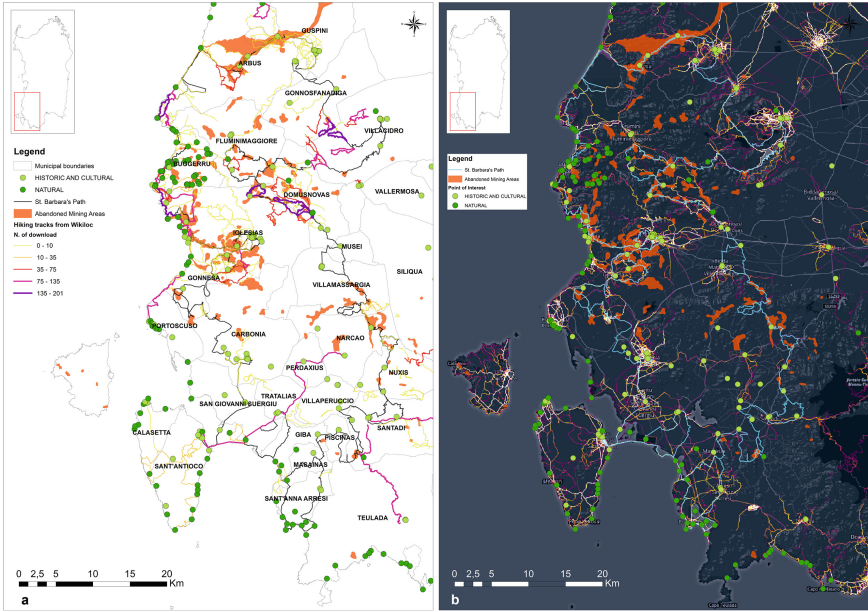 GUSPINI
ARBUS
GONNOSFANADIGA
VILLACIDRO
FLUMINIMAGGIORE
BUGGERRU
VALLERMOSA
DOMUSNOVAS
IGLESIAS
MUSEI
SILIQUA
GONNESA
VILLAMASSARGIA
PORTOSCUSO
CARBONIA
NARCAO
PERDAXIUS
NUXIS
TRATALIAS
SAN GIOVANNI SUERGIU
VILLAPERUCCIO
CALASETTA
GIBA
PISCINAS
SANTADI
SANT'ANTIOCO
MASAINAS
SANT'ANNA ARRESI
TEULADA
Legend
Municipal boundaries
HISTORIC AND CULTURAL
NATURAL
St. Barbara's Path
Abandoned Mining Areas
Hiking tracks from Wikiloc
N. of download
0 - 10
10 - 35
35 - 75
75 - 135
135 - 201
0 2,5 5 10 15 20
Km
a
Legend
St. Barbara's Path
Abandoned Mining Areas
Point of Interest
HISTORIC AND CULTURAL
NATURAL
Capo Teulada
0 2,5 5 10 15 20
Km
b